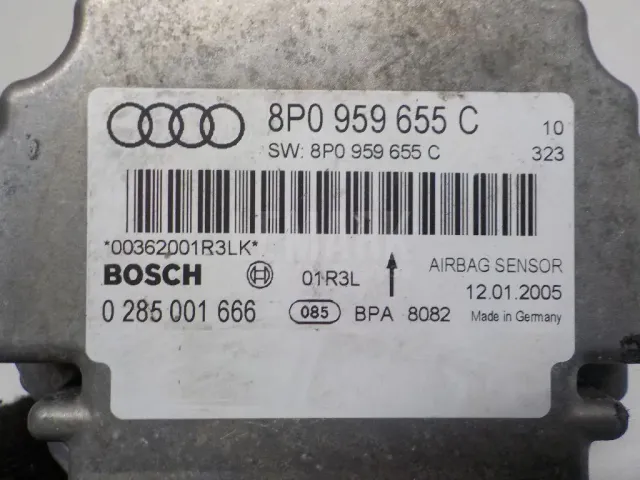 8P0 959 655 C 10
SW: 8P0 959 655 C 323
*00362001R3LK*
BOSCH 01R3L AIRBAG SENSOR
12.01.2005
0 285 001 666 085 BPA 8082 Made in Germany